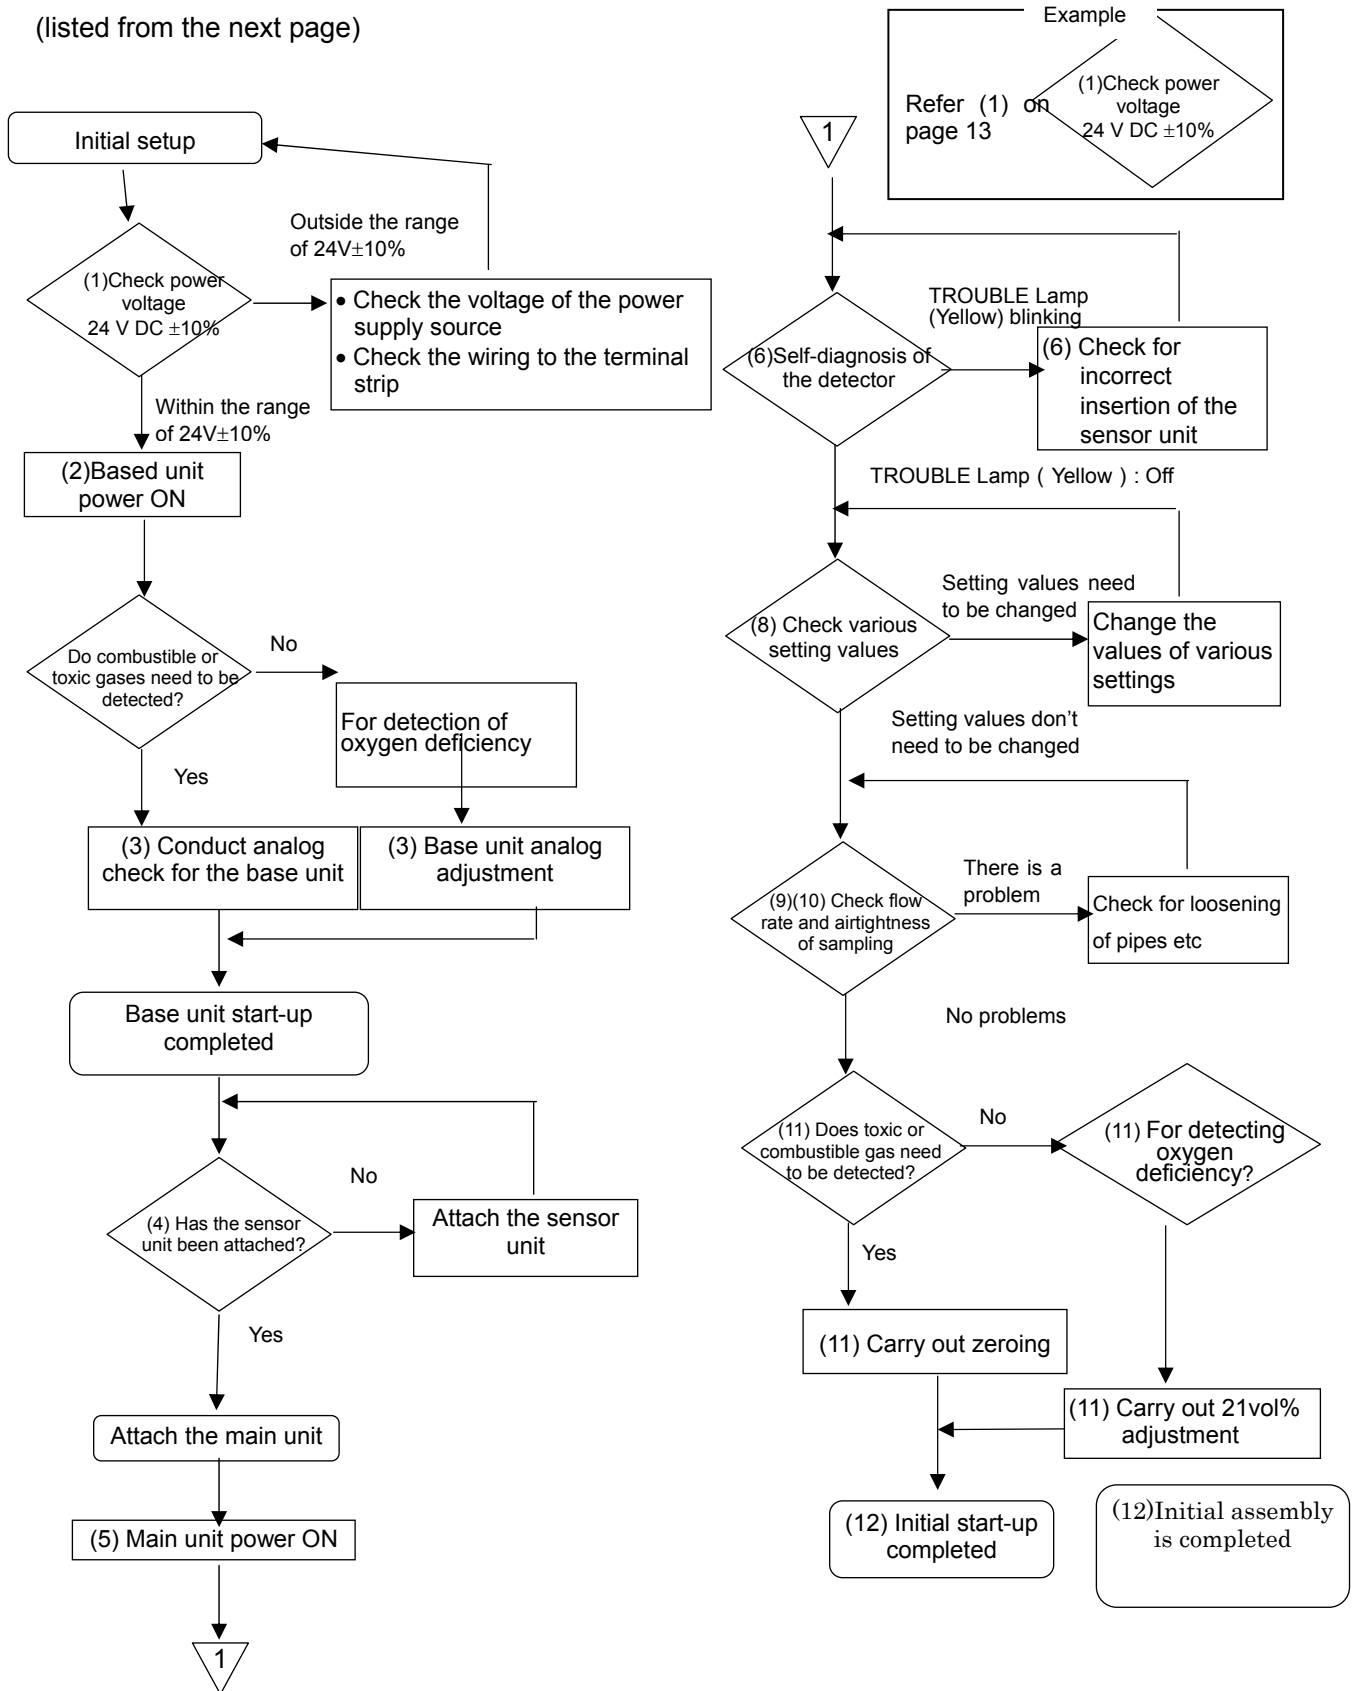 (listed from the next page)
Initial setup
Outside the range
of 24V±10%
(1)Check power
voltage
24 V DC ±10%
• Check the voltage of the power
supply source
• Check the wiring to the terminal
strip
Within the range
of 24V±10%
(2)Based unit
power ON
Do combustible or
toxic gases need to be
detected?
No
For detection of
oxygen deficiency
Yes
(3) Conduct analog
check for the base unit
(3) Base unit analog
adjustment
Base unit start-up
completed
(4) Has the sensor
unit been attached?
No
Attach the sensor
unit
Yes
Attach the main unit
(5) Main unit power ON
1
Example
Refer (1) on
page 13
(1)Check power
voltage
24 V DC ±10%
1
(6)Self-diagnosis of
the detector
TROUBLE Lamp
(Yellow) blinking
(6) Check for
incorrect
insertion of the
sensor unit
TROUBLE Lamp ( Yellow ) : Off
(8) Check various
setting values
Setting values need
to be changed
Change the
values of various
settings
Setting values don't
need to be changed
(9)(10) Check flow
rate and airtightness
of sampling
There is a
problem
Check for loosening
of pipes etc
No problems
(11) Does toxic or
combustible gas need
to be detected?
No
(11) For detecting
oxygen
deficiency?
Yes
(11) Carry out zeroing
(11) Carry out 21vol%
adjustment
(12) Initial start-up
completed
(12)Initial assembly
is completed